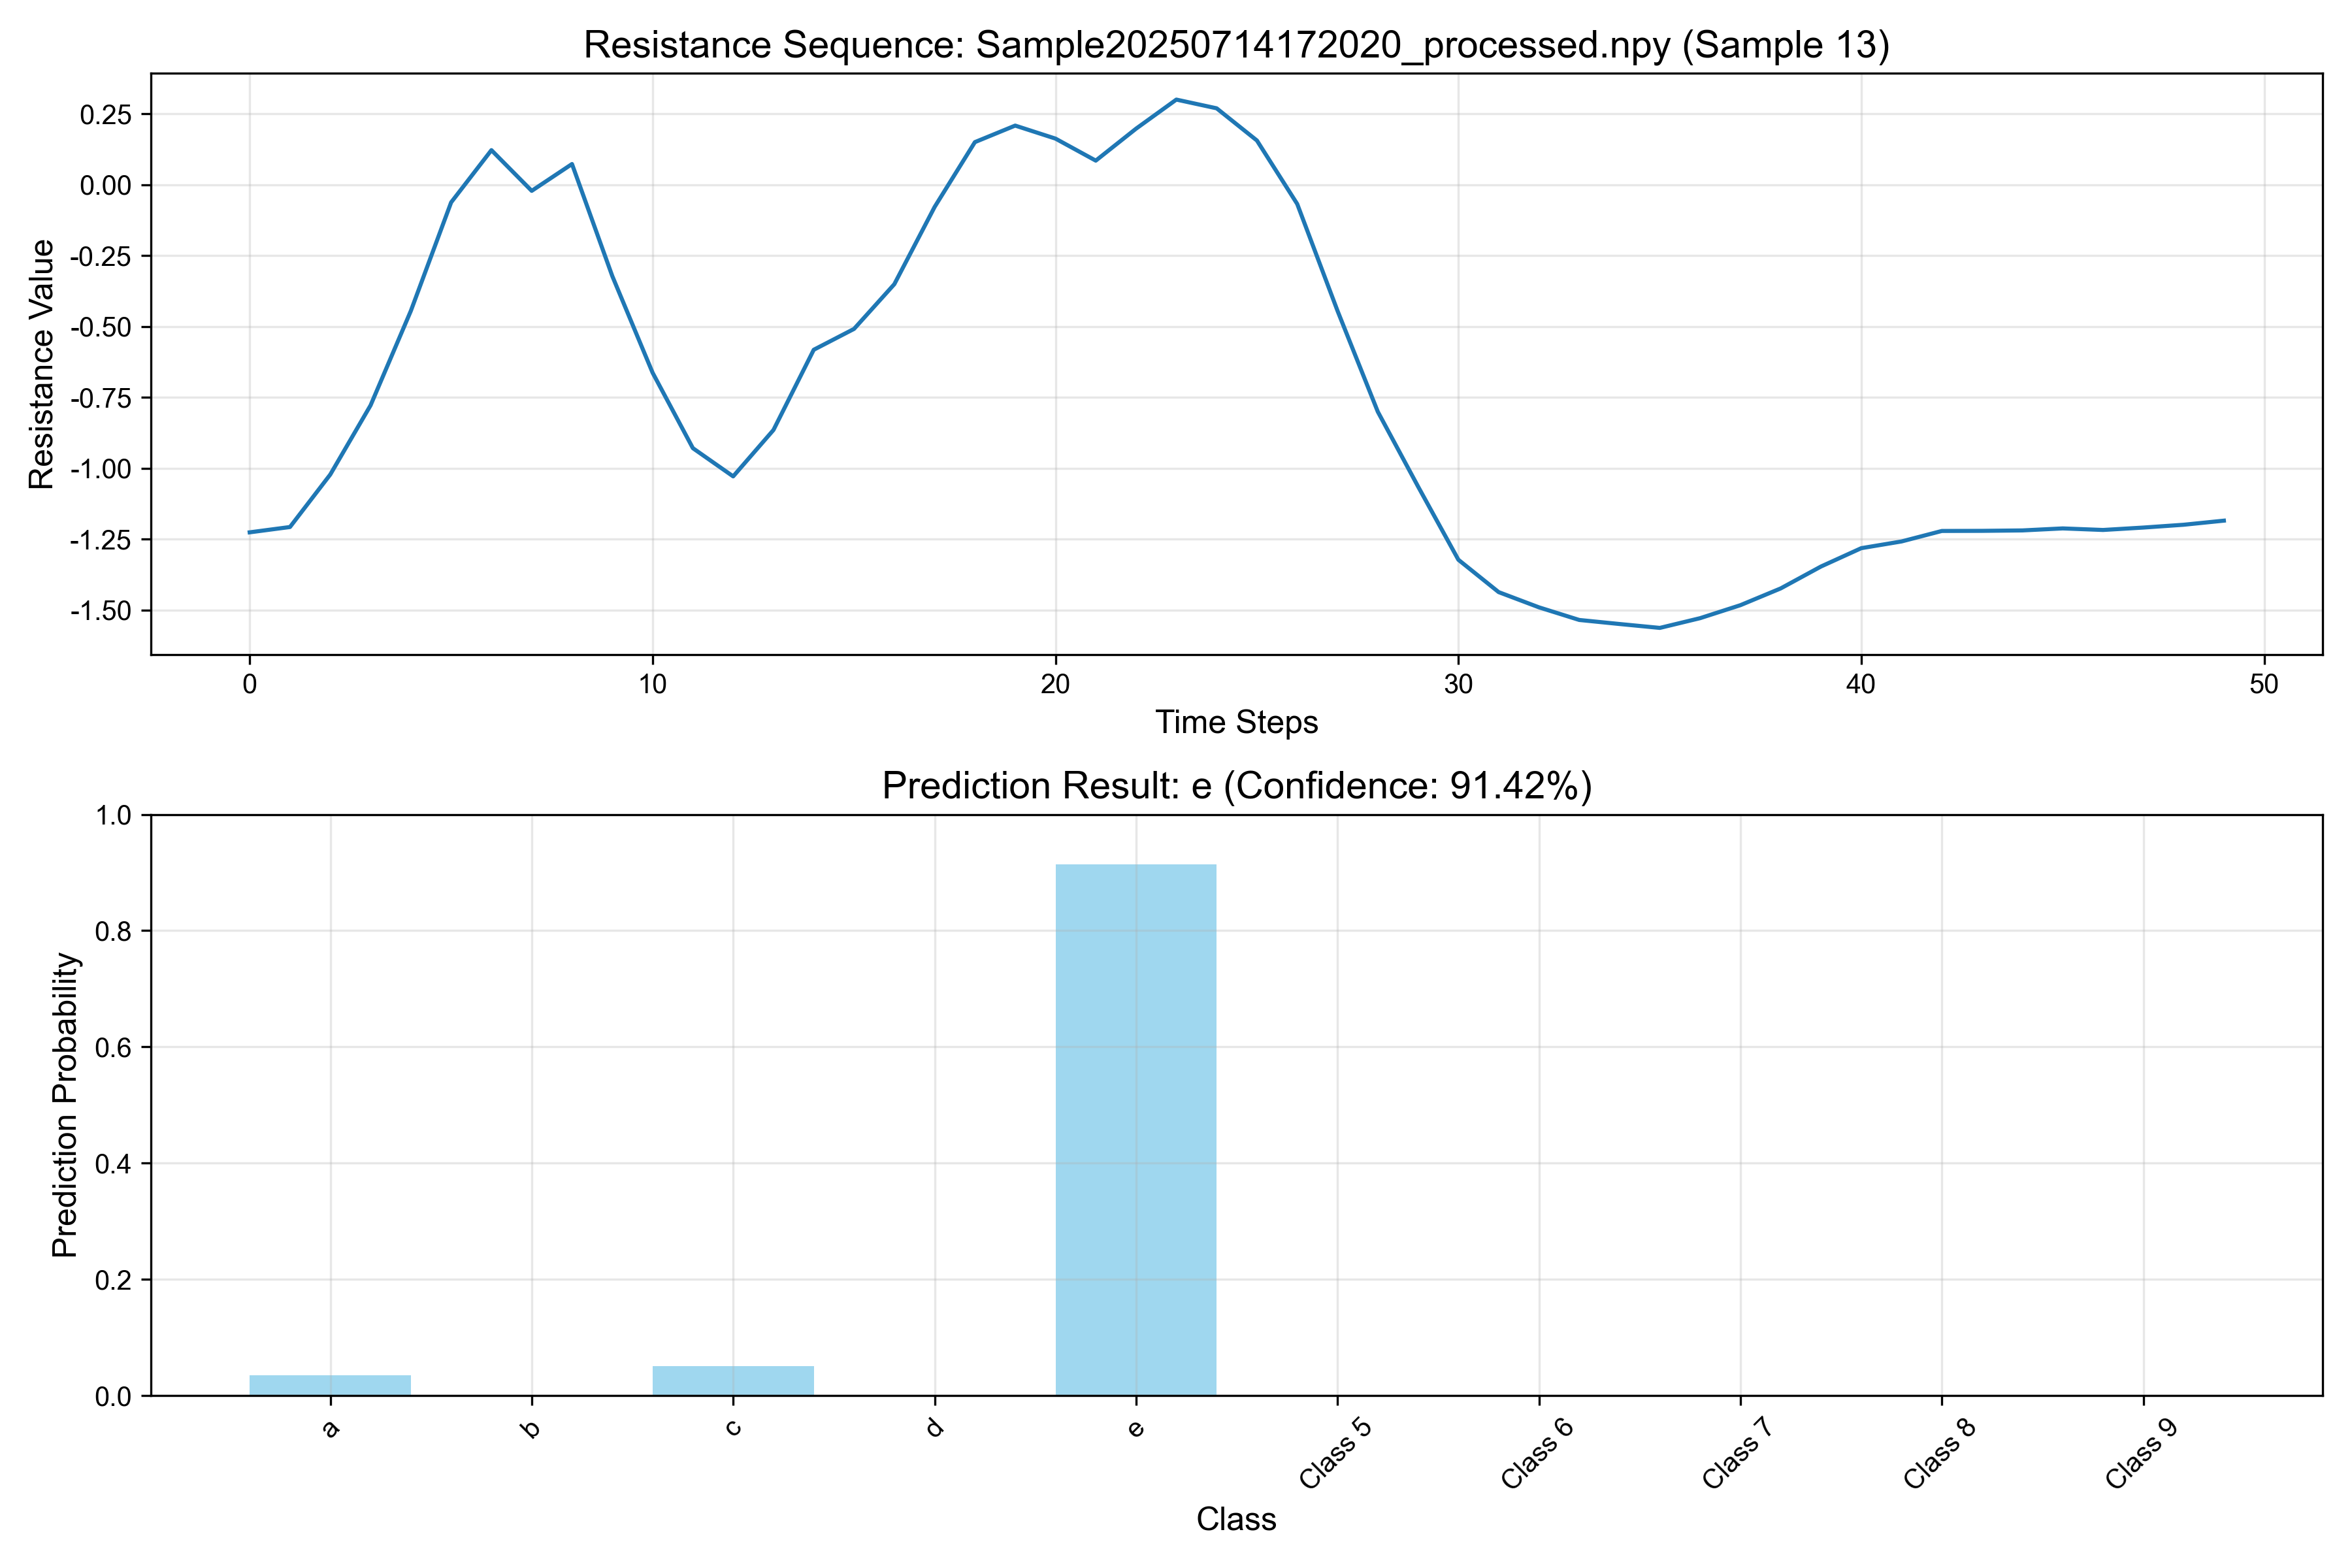 Resistance Sequence: Sample20250714172020_processed.npy (Sample 13)
Resistance Value
0.25
0.00
-0.25
-0.50
-0.75
-1.00
-1.25
-1.50
0 10 20 30 40 50
Time Steps
Prediction Result: e (Confidence: 91.42%)
Prediction Probability
1.0
0.8
0.6
0.4
0.2
0.0
a b c d e Class 5 Class 6 Class 7 Class 8 Class 9
Class